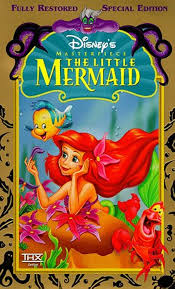 FULLY RESTORED SPECIAL EDITION
DISNEY'S
MASTERPIECE
THE LITTLE
MERMAID
THX